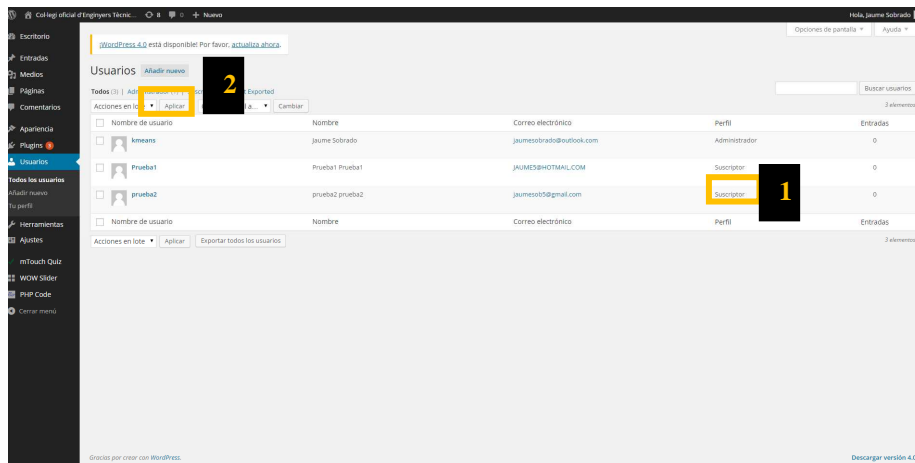 Col·legi oficial d'Enginyers Tècnic... 8 0 + Nuevo Hola, Jaume Sobrado
Opciones de pantalla Ayuda
Escritorio
Entradas
Medios
Páginas
Comentarios
Apariencia
Plugins
Usuarios
Todos los usuarios
Añadir nuevo
Tu perfil
Herramientas
Ajustes
mTouch Quiz
WOW Slider
PHP Code
Cerrar menú
¡WordPress 4.0 está disponible! Por favor, actualiza ahora.
Usuarios Añadir nuevo
2
Todos (3) | Exported
Buscar usuarios
Acciones en lote Aplicar Cambiar 3 elementos
Nombre de usuario Nombre Correo electrónico Perfil Entradas
kmeans Jaume Sobrado jaumesobrado@outlook.com Administrador 0
Prueba1 Prueba1 Prueba1 JAUME5@HOTMAIL.COM Suscriptor 0
prueba2 prueba2 prueba2 jaumesob5@gmail.com Suscriptor 0
1
Nombre de usuario Nombre Correo electrónico Perfil Entradas
Acciones en lote Aplicar Exportar todos los usuarios 3 elementos
Gracias por crear con WordPress. Descargar versión 4.0